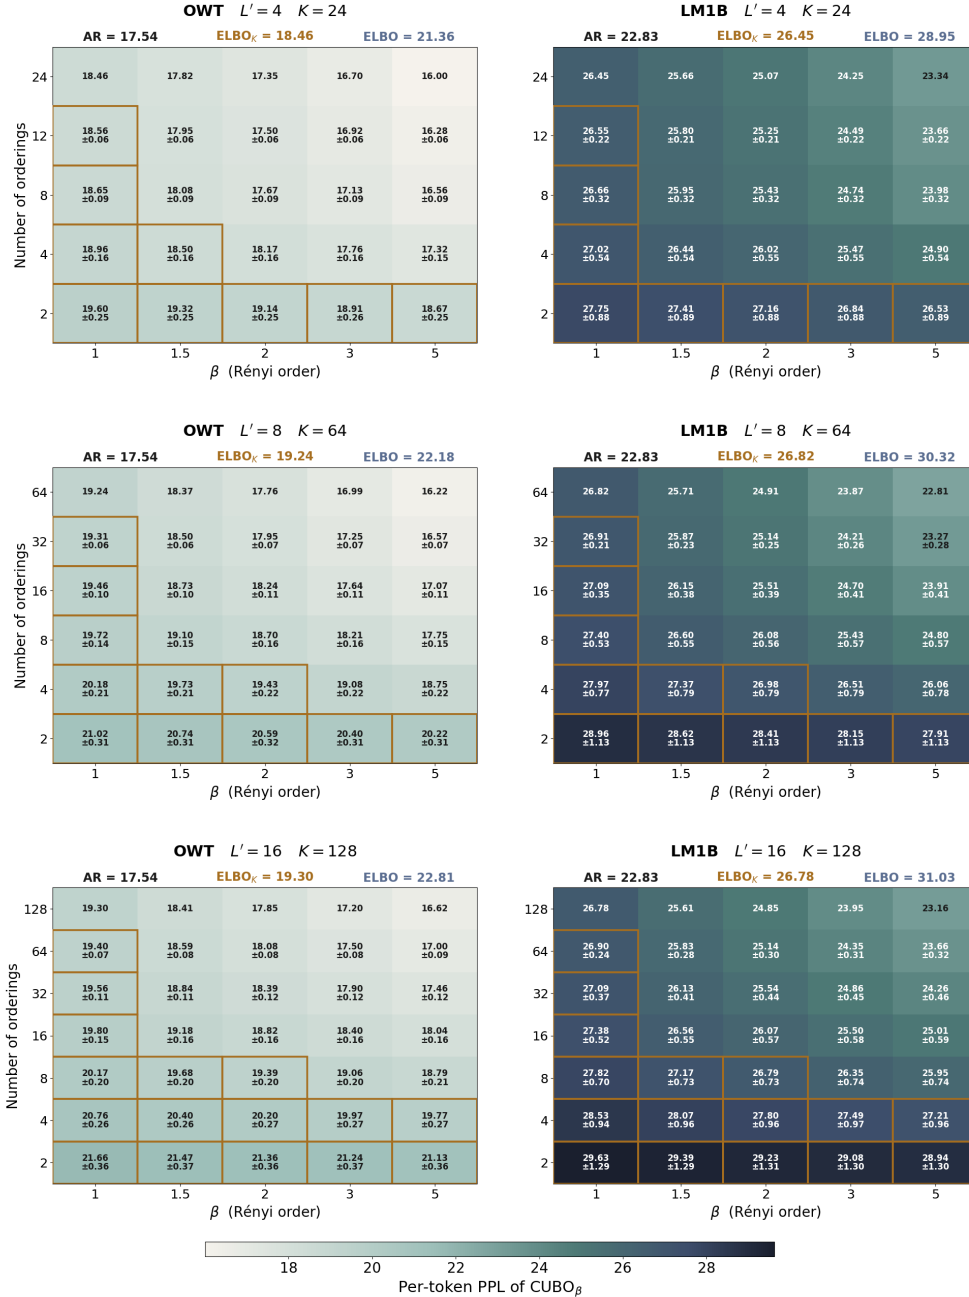 OWT L′ = 4 K = 24
AR = 17.54 ELBO_K = 18.46 ELBO = 21.36
Number of orderings
24 18.46 17.82 17.35 16.70 16.00
12 18.56 ±0.06 17.95 ±0.06 17.50 ±0.06 16.92 ±0.06 16.28 ±0.06
8 18.65 ±0.09 18.08 ±0.09 17.67 ±0.09 17.13 ±0.09 16.56 ±0.09
4 18.96 ±0.16 18.50 ±0.16 18.17 ±0.16 17.76 ±0.16 17.32 ±0.15
2 19.60 ±0.25 19.32 ±0.25 19.14 ±0.25 18.91 ±0.26 18.67 ±0.25
1 1.5 2 3 5
β (Rényi order)
LM1B L′ = 4 K = 24
AR = 22.83 ELBO_K = 26.45 ELBO = 28.95
24 26.45 25.66 25.07 24.25 23.34
12 26.55 ±0.22 25.80 ±0.21 25.25 ±0.22 24.49 ±0.22 23.66 ±0.22
8 26.66 ±0.32 25.95 ±0.32 25.43 ±0.32 24.74 ±0.32 23.98 ±0.32
4 27.02 ±0.54 26.44 ±0.54 26.02 ±0.55 25.47 ±0.55 24.90 ±0.54
2 27.75 ±0.88 27.41 ±0.89 27.16 ±0.88 26.84 ±0.88 26.53 ±0.89
1 1.5 2 3 5
β (Rényi order)
OWT L′ = 8 K = 64
AR = 17.54 ELBO_K = 19.24 ELBO = 22.18
Number of orderings
64 19.24 18.37 17.76 16.99 16.22
32 19.31 ±0.06 18.50 ±0.06 17.95 ±0.07 17.25 ±0.07 16.57 ±0.07
16 19.46 ±0.10 18.73 ±0.10 18.24 ±0.11 17.64 ±0.11 17.07 ±0.11
8 19.72 ±0.14 19.10 ±0.15 18.70 ±0.16 18.21 ±0.16 17.75 ±0.15
4 20.18 ±0.21 19.73 ±0.21 19.43 ±0.22 19.08 ±0.22 18.75 ±0.22
2 21.02 ±0.31 20.74 ±0.31 20.59 ±0.32 20.40 ±0.31 20.22 ±0.31
1 1.5 2 3 5
β (Rényi order)
LM1B L′ = 8 K = 64
AR = 22.83 ELBO_K = 26.82 ELBO = 30.32
64 26.82 25.71 24.91 23.87 22.81
32 26.91 ±0.21 25.87 ±0.23 25.14 ±0.25 24.21 ±0.26 23.27 ±0.28
16 27.09 ±0.35 26.15 ±0.38 25.51 ±0.39 24.70 ±0.41 23.91 ±0.41
8 27.40 ±0.53 26.60 ±0.55 26.08 ±0.56 25.43 ±0.57 24.80 ±0.57
4 27.97 ±0.77 27.37 ±0.79 26.98 ±0.79 26.51 ±0.79 26.06 ±0.78
2 28.96 ±1.13 28.62 ±1.13 28.41 ±1.13 28.15 ±1.13 27.91 ±1.13
1 1.5 2 3 5
β (Rényi order)
OWT L′ = 16 K = 128
AR = 17.54 ELBO_K = 19.30 ELBO = 22.81
Number of orderings
128 19.30 18.41 17.85 17.20 16.62
64 19.40 ±0.07 18.59 ±0.08 18.08 ±0.08 17.50 ±0.08 17.00 ±0.09
32 19.56 ±0.11 18.84 ±0.11 18.39 ±0.12 17.90 ±0.12 17.46 ±0.12
16 19.80 ±0.15 19.18 ±0.16 18.82 ±0.16 18.40 ±0.16 18.04 ±0.16
8 20.17 ±0.20 19.68 ±0.20 19.39 ±0.20 19.06 ±0.20 18.79 ±0.21
4 20.76 ±0.26 20.40 ±0.26 20.20 ±0.27 19.97 ±0.27 19.77 ±0.27
2 21.66 ±0.36 21.47 ±0.37 21.36 ±0.36 21.24 ±0.37 21.13 ±0.36
1 1.5 2 3 5
β (Rényi order)
LM1B L′ = 16 K = 128
AR = 22.83 ELBO_K = 26.78 ELBO = 31.03
128 26.78 25.61 24.85 23.95 23.16
64 26.90 ±0.24 25.83 ±0.28 25.14 ±0.30 24.35 ±0.31 23.66 ±0.32
32 27.09 ±0.37 26.13 ±0.41 25.54 ±0.44 24.86 ±0.45 24.26 ±0.46
16 27.38 ±0.52 26.56 ±0.55 26.07 ±0.57 25.50 ±0.58 25.01 ±0.59
8 27.82 ±0.70 27.17 ±0.73 26.79 ±0.73 26.35 ±0.74 25.95 ±0.74
4 28.53 ±0.94 28.07 ±0.96 27.80 ±0.96 27.49 ±0.97 27.21 ±0.96
2 29.63 ±1.29 29.39 ±1.29 29.23 ±1.31 29.08 ±1.30 28.94 ±1.30
1 1.5 2 3 5
β (Rényi order)
18 20 22 24 26 28
Per-token PPL of CUBO_β